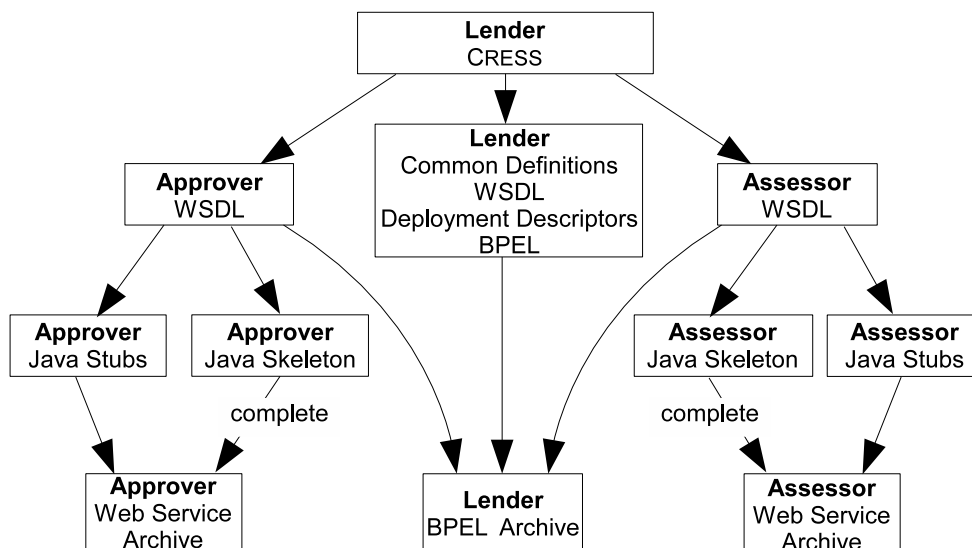 Lender
CRESS
Lender
Common Definitions
WSDL
Deployment Descriptors
BPEL
Approver
WSDL
Assessor
WSDL
Approver
Java Stubs
Approver
Java Skeleton
Assessor
Java Skeleton
Assessor
Java Stubs
complete
complete
Approver
Web Service
Archive
Lender
BPEL Archive
Assessor
Web Service
Archive